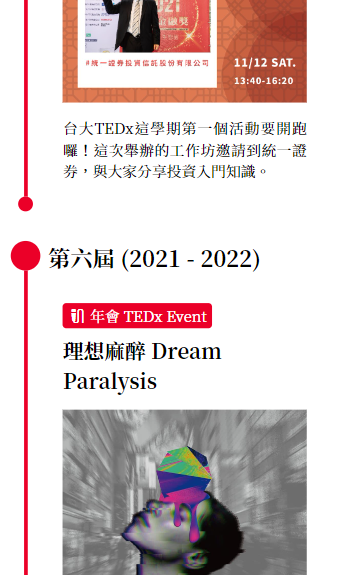 #統一證券投資信託股份有限公司
11/12 SAT.
13:40-16:20
台大TEDx這學期第一個活動要開跑
囉！這次舉辦的工作坊邀請到統一證
券，與大家分享投資入門知識。
第六屆 (2021 - 2022)
年會 TEDx Event
理想麻醉 Dream
Paralysis